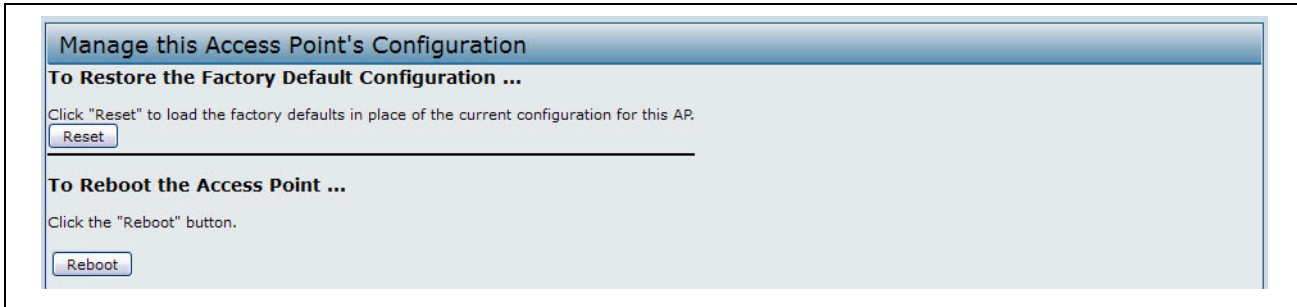 Manage this Access Point's Configuration
To Restore the Factory Default Configuration ...
Click "Reset" to load the factory defaults in place of the current configuration for this AP.
Reset
To Reboot the Access Point ...
Click the "Reboot" button.
Reboot